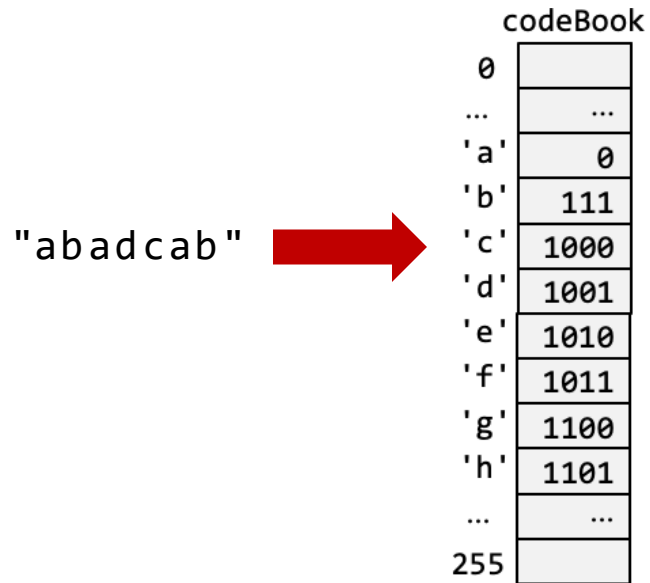 codeBook
0
... ...
'a' 0
'b' 111
"abadcab" 'c' 1000
'd' 1001
'e' 1010
'f' 1011
'g' 1100
'h' 1101
... ...
255